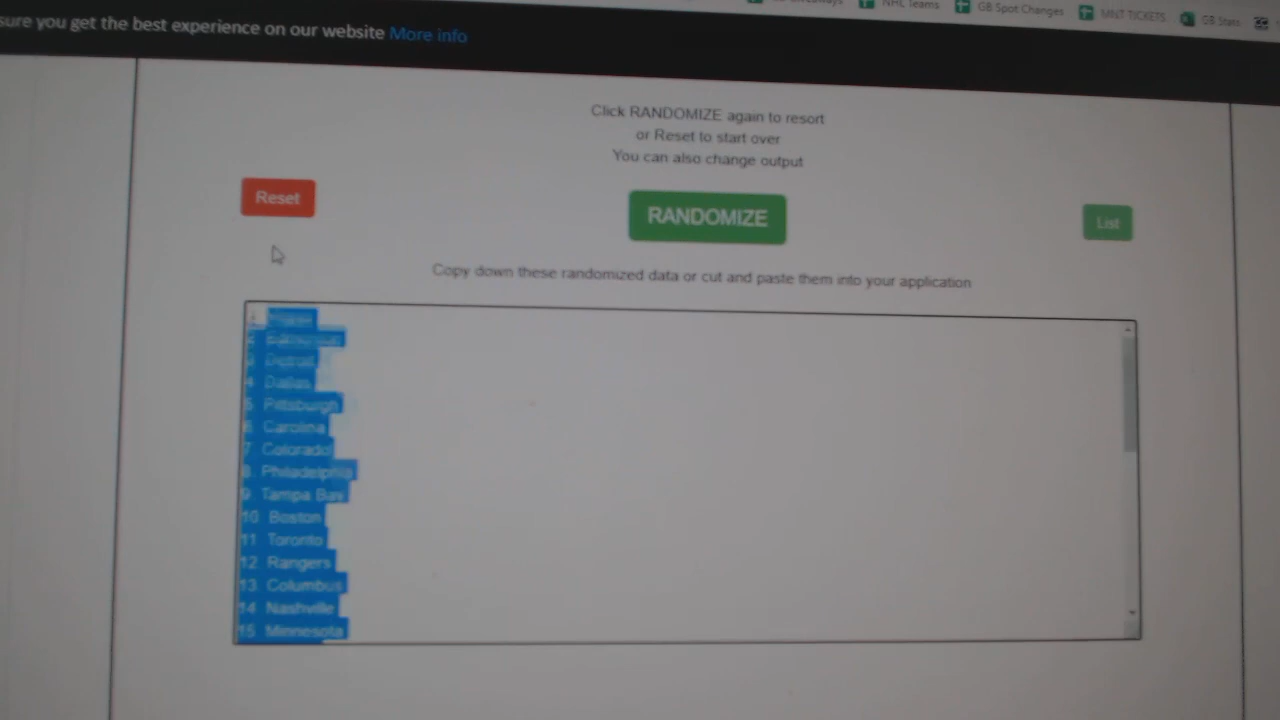 NHL Teams GB Spot Changes MNT TICKETS GB Stats
sure you get the best experience on our website More info
Click RANDOMIZE again to resort
or Reset to start over
You can also change output
Reset
RANDOMIZE
List
Copy down these randomized data or cut and paste them into your application
2
3 Detroit
4 Dallas
5 Pittsburgh
6 Carolina
7 Colorado
8 Philadelphia
9 Tampa Bay
10 Boston
11 Toronto
12 Rangers
13 Columbus
14 Nashville
15 Minnesota